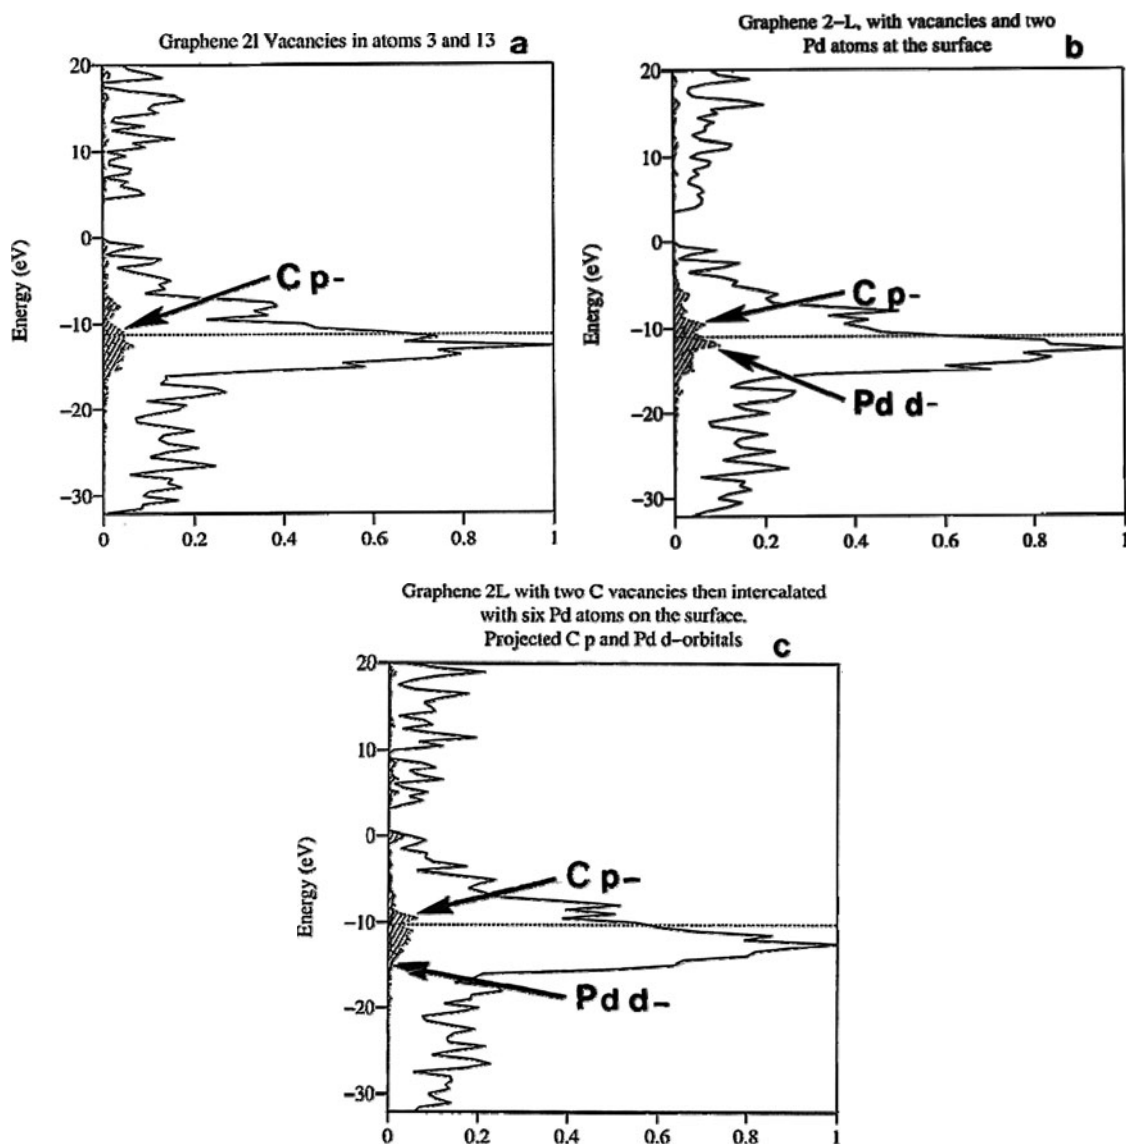 Graphene 2l Vacancies in atoms 3 and 13
a
20
10
0
-10
-20
-30
Energy (eV)
C p-
0
0.2
0.4
0.6
0.8
1
Graphene 2-L, with vacancies and two
Pd atoms at the surface
b
20
10
0
-10
-20
-30
Energy (eV)
C p-
Pd d-
0
0.2
0.4
0.6
0.8
1
Graphene 2L with two C vacancies then intercalated
with six Pd atoms on the surface.
Projected C p and Pd d-orbitals
c
20
10
0
-10
-20
-30
Energy (eV)
C p-
Pd d-
0
0.2
0.4
0.6
0.8
1